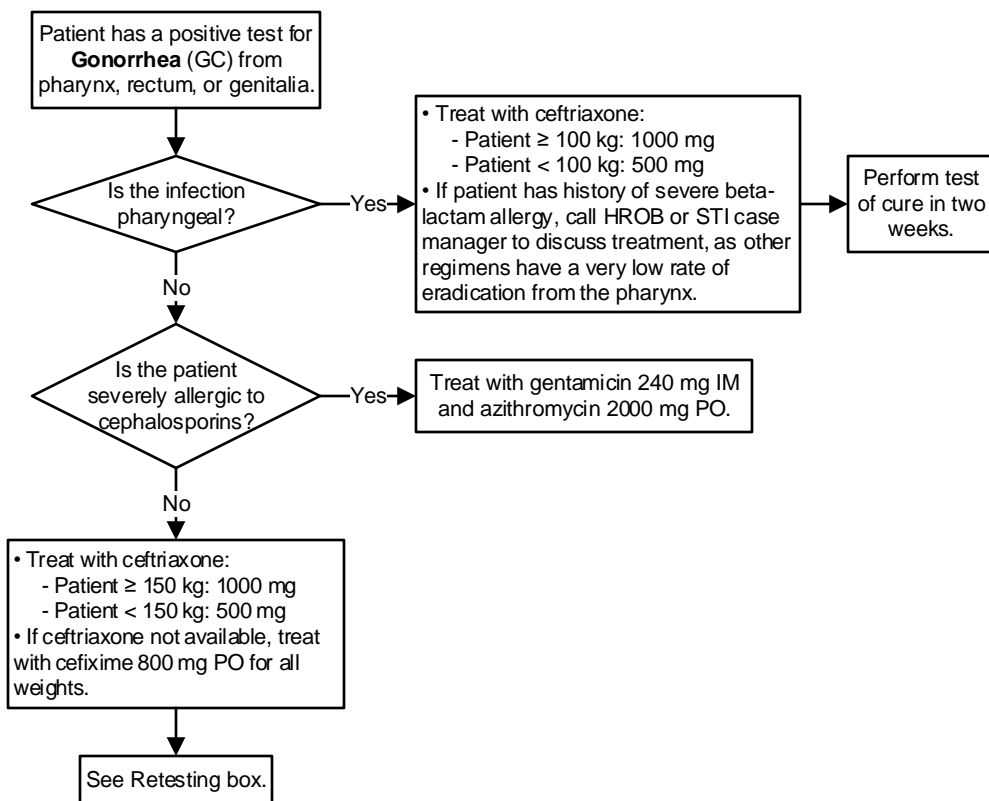 Patient has a positive test for
Gonorrhea (GC) from
pharynx, rectum, or genitalia.
Is the infection
pharyngeal?
Yes
• Treat with ceftriaxone:
- Patient ≥ 100 kg: 1000 mg
- Patient < 100 kg: 500 mg
• If patient has history of severe beta-
lactam allergy, call HROB or STI case
manager to discuss treatment, as other
regimens have a very low rate of
eradication from the pharynx.
Perform test
of cure in two
weeks.
No
Is the patient
severely allergic to
cephalosporins?
Yes
Treat with gentamicin 240 mg IM
and azithromycin 2000 mg PO.
No
• Treat with ceftriaxone:
- Patient ≥ 150 kg: 1000 mg
- Patient < 150 kg: 500 mg
• If ceftriaxone not available, treat
with cefixime 800 mg PO for all
weights.
See Retesting box.